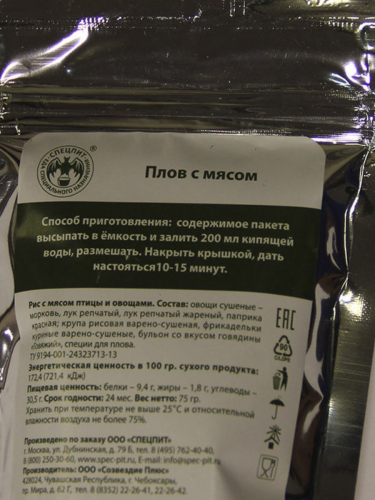 СПЕЦПИТ
ЕДА СПЕЦИАЛЬНОГО НАЗНАЧЕНИЯ
Плов с мясом
Способ приготовления: содержимое пакета
высыпать в ёмкость и залить 200 мл кипящей
воды, размешать. Накрыть крышкой, дать
настояться10-15 минут.
Рис с мясом птицы и овощами. Состав: овощи сушеные –
морковь, лук репчатый, лук репчатый жареный, паприка
красная; крупа рисовая варено-сушеная, фрикадельки
куриные варено-сушеные, бульон со вкусом говядины
специи для плова.
ТУ 9194-001-24323713-13
Энергетическая ценность в 100 гр. сухого продукта:
172,4 (721,4 кДж)
Пищевая ценность: белки – 9,4 г, жиры – 1,8 г, углеводы –
30,5 г. Срок годности: 24 мес. Вес нетто: 75 гр.
Хранить при температуре не выше 25°С и относительной
влажности воздуха не более 75%.
EAC
90
Произведено по заказу ООО «СПЕЦПИТ»
г. Москва, ул. Дубнинская, д. 79 Б, тел. 8 (495) 762-40-40,
8 (800) 250-30-60, www.spec-pit.ru, E-mail: info@spec-pit.ru
Производитель: ООО «Созвездие Плюс»
428024, Чувашская Республика, г. Чебоксары,
пр. Мира, д. 62 Г, тел. 8 (8352) 22-26-41, 22-26-42.